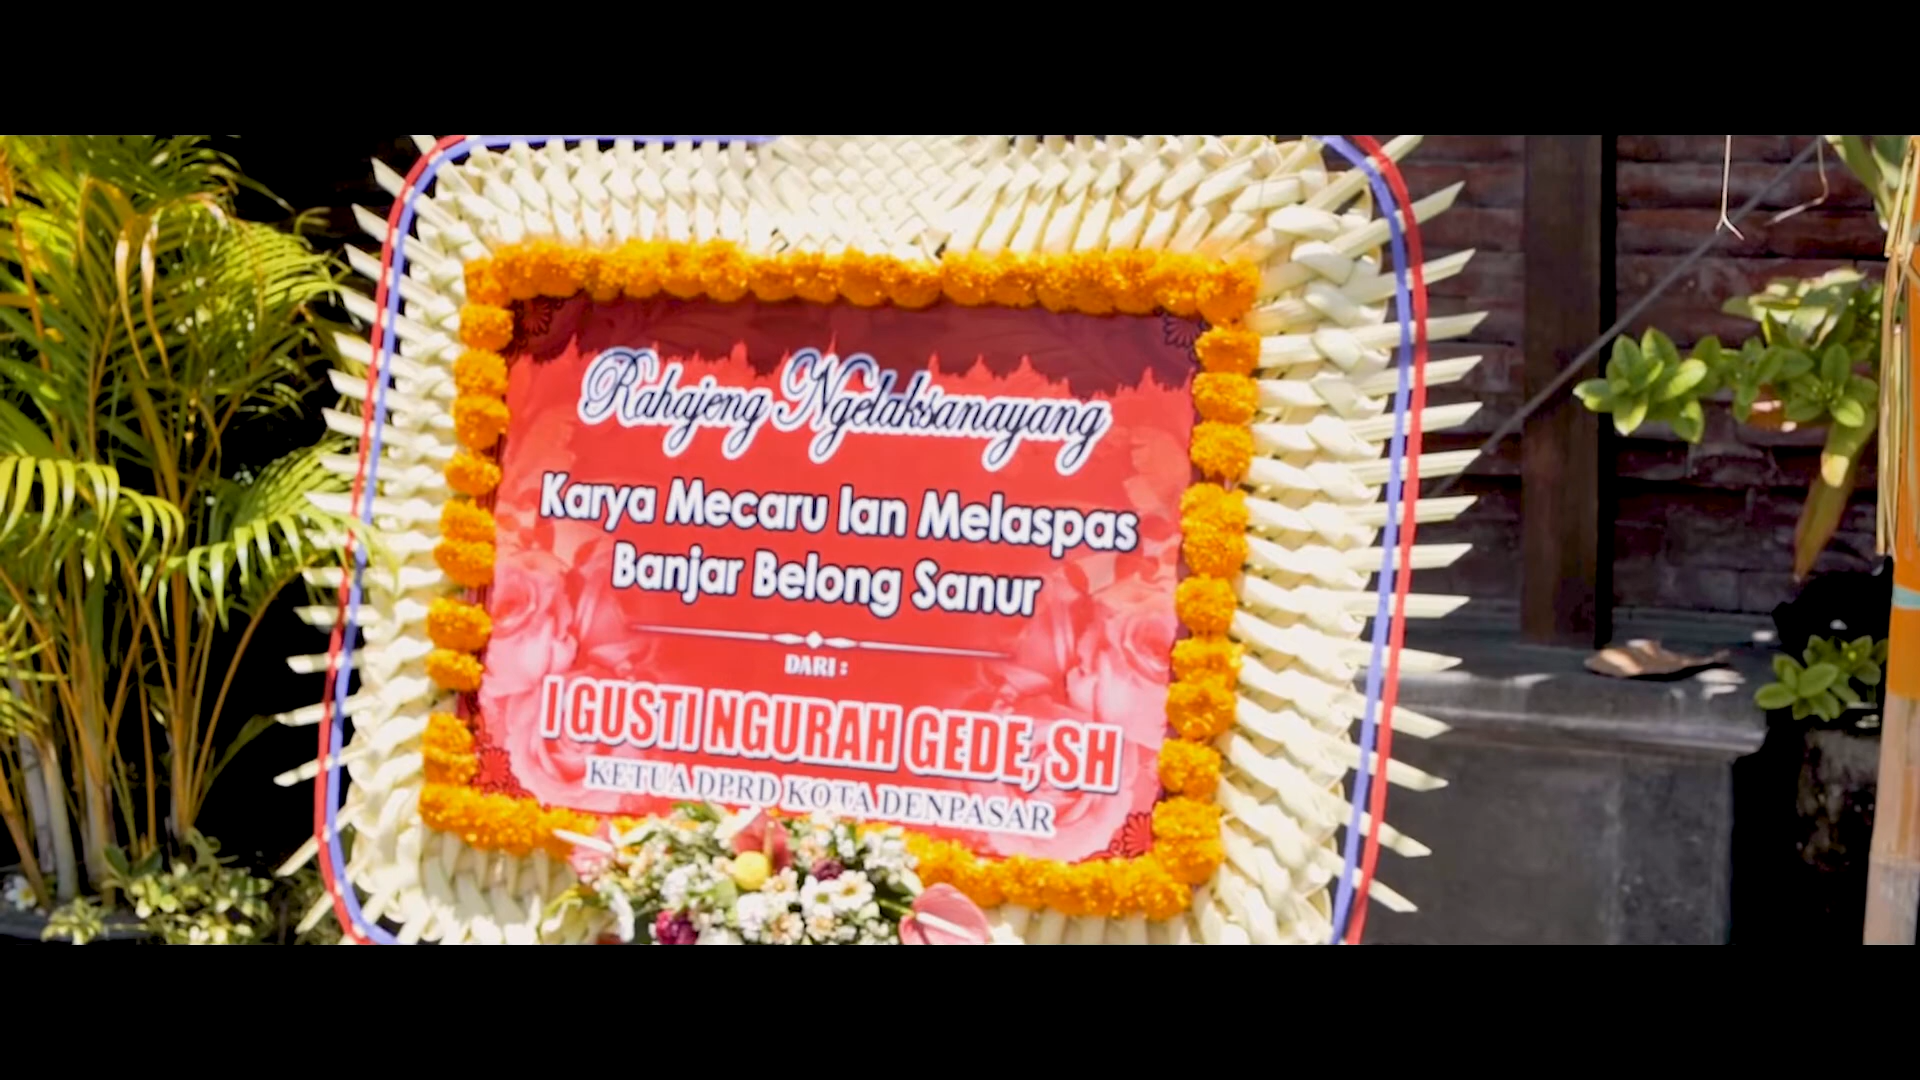 Rahajeng Ngelaksanayang
Karya Mecaru lan Melaspas
Banjar Belong Sanur
DARI :
I GUSTI NGURAH GEDE, SH
KETUA DPRD KOTA DENPASAR